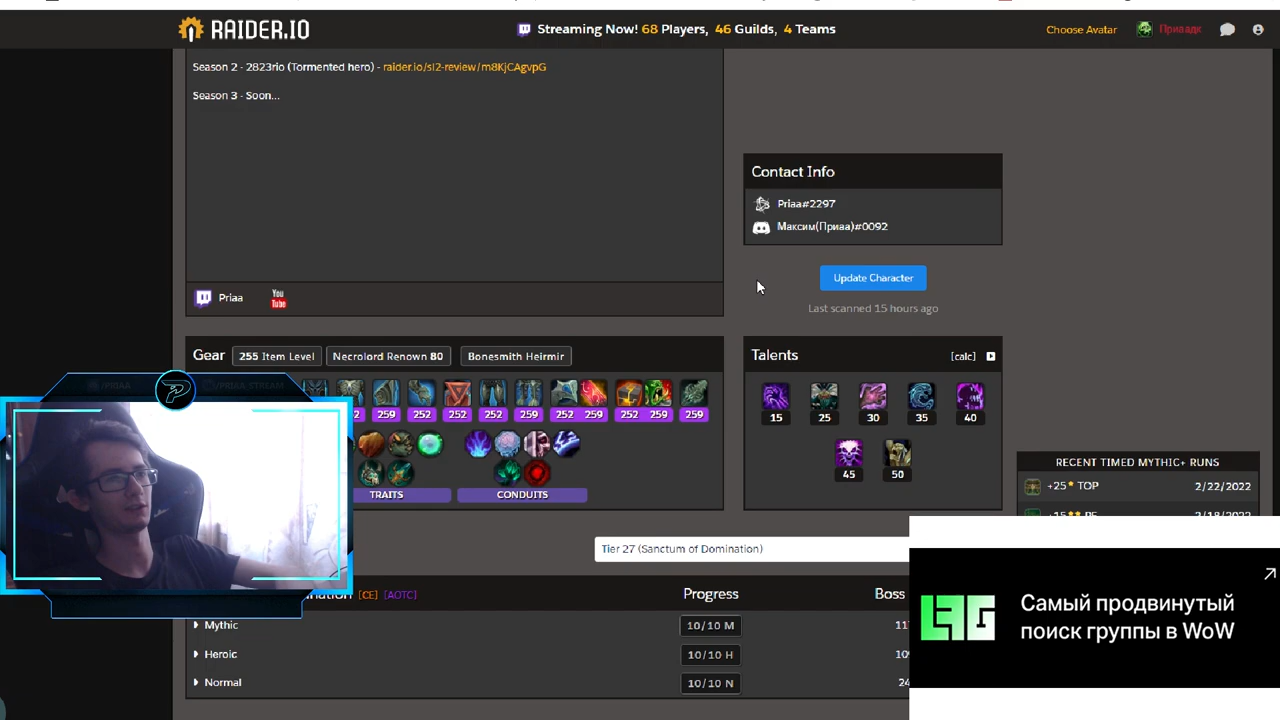 RAIDER.IO
Streaming Now! 68 Players, 46 Guilds, 4 Teams
Choose Avatar
Привадк
Season 2 - 2823rio (Tormented hero) - raider.io/sl2-review/m8KjCAgvpG
Season 3 - Soon...
Contact Info
Priaa#2297
Максим(Приаа)#0092
Update Character
Last scanned 15 hours ago
Priaa
You
Tube
Gear
255 Item Level
Necrolord Renown 80
Bonesmith Heirmir
259 252 252 252 259 252 259 252 259 259
TRAITS
CONDUITS
Talents
[calc]
15 25 30 35 40
45 50
RECENT TIMED MYTHIC+ RUNS
+25 TOP 2/22/2022
Tier 27 (Sanctum of Domination)
[CE] [AOTC]
Progress
Boss
Mythic
10/10 M
Heroic
10/10 H
Normal
10/10 N
24
LFG
Самый продвинутый
поиск группы в WoW